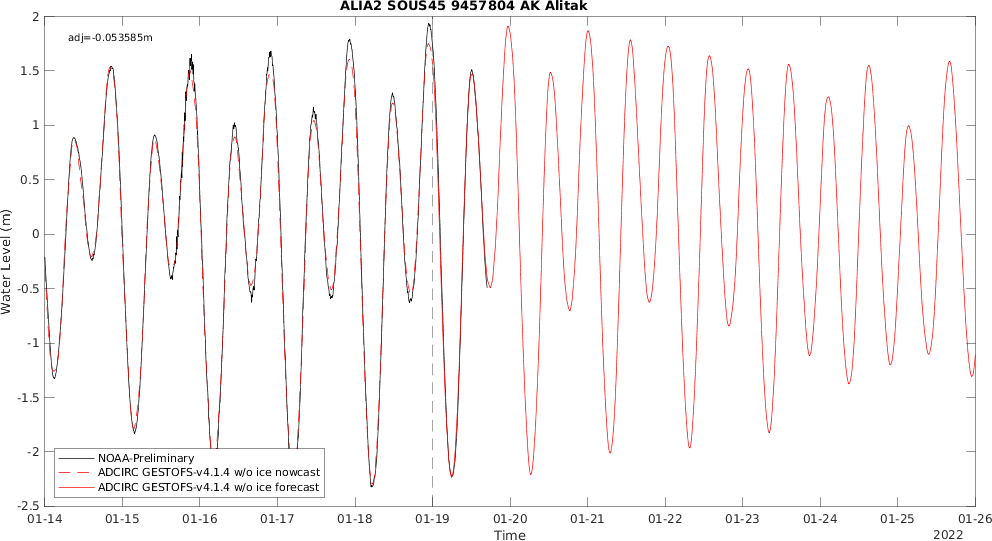 ALIA2 SOUS45 9457804 AK Alitak
adj=-0.053585m
2
1.5
1
0.5
0
-0.5
-1
-1.5
-2
-2.5
Water Level (m)
NOAA-Preliminary
ADCIRC GESTOFS-v4.1.4 w/o ice nowcast
ADCIRC GESTOFS-v4.1.4 w/o ice forecast
01-14 01-15 01-16 01-17 01-18 01-19 01-20 01-21 01-22 01-23 01-24 01-25 01-26
Time
2022